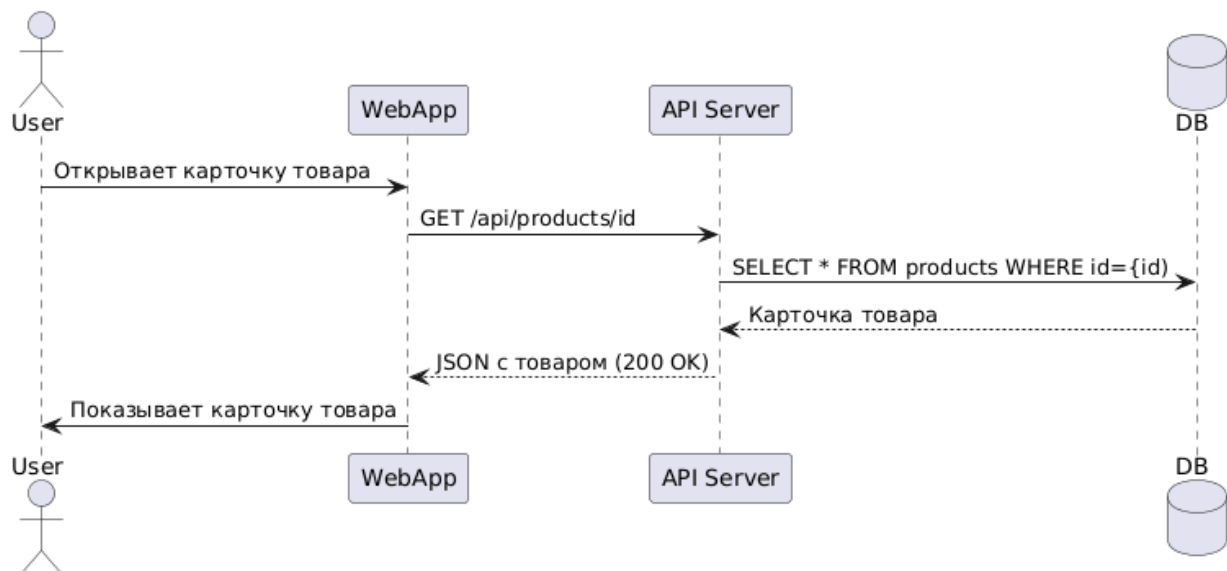 User
WebApp
API Server
DB
Открывает карточку товара
GET /api/products/id
SELECT * FROM products WHERE id={id)
Карточка товара
JSON с товаром (200 OK)
Показывает карточку товара
User
WebApp
API Server
DB